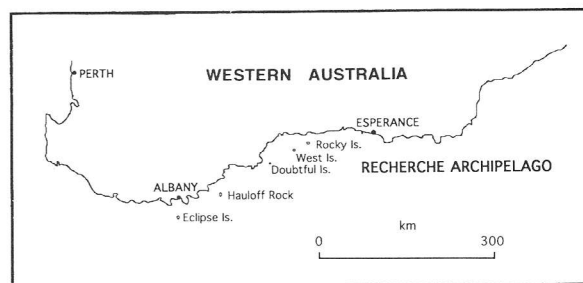 PERTH
WESTERN AUSTRALIA
ESPERANCE
Rocky Is.
West Is.
Doubtful Is.
RECHERCHE ARCHIPELAGO
ALBANY
Hauloff Rock
Eclipse Is.
km
0 300